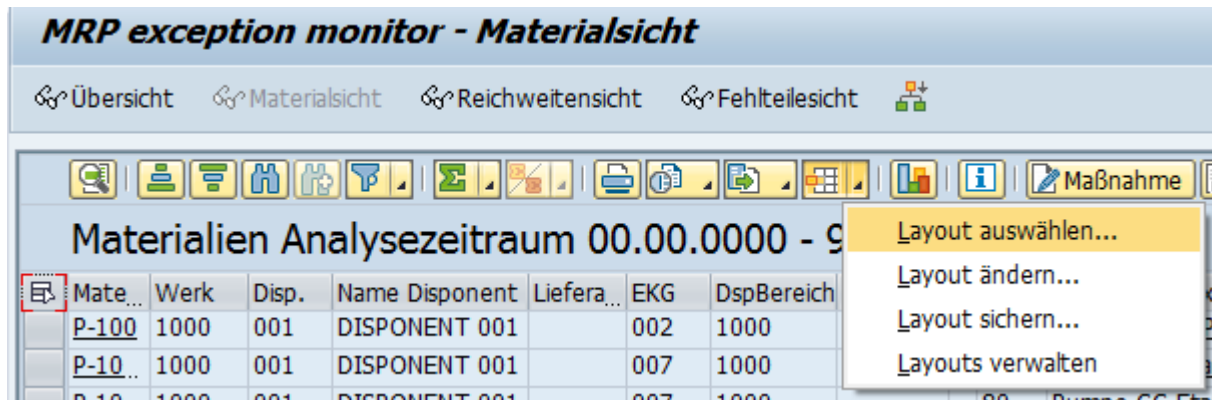 MRP exception monitor - Materialsicht
Übersicht Materialsicht Reichweitensicht Fehlteilesicht
Maßnahme
Materialien Analysezeitraum 00.00.0000 - 9
Layout auswählen...
Layout ändern...
Layout sichern...
Layouts verwalten
Mate... Werk Disp. Name Disponent Liefera... EKG DspBereich
P-100 1000 001 DISPONENT 001 002 1000
P-10... 1000 001 DISPONENT 001 007 1000